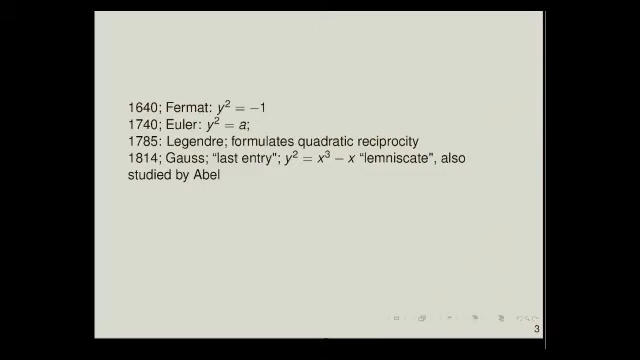 1640; Fermat: y² = −1
1740; Euler: y² = a;
1785: Legendre; formulates quadratic reciprocity
1814; Gauss; "last entry"; y² = x³ − x "lemniscate", also
studied by Abel
3